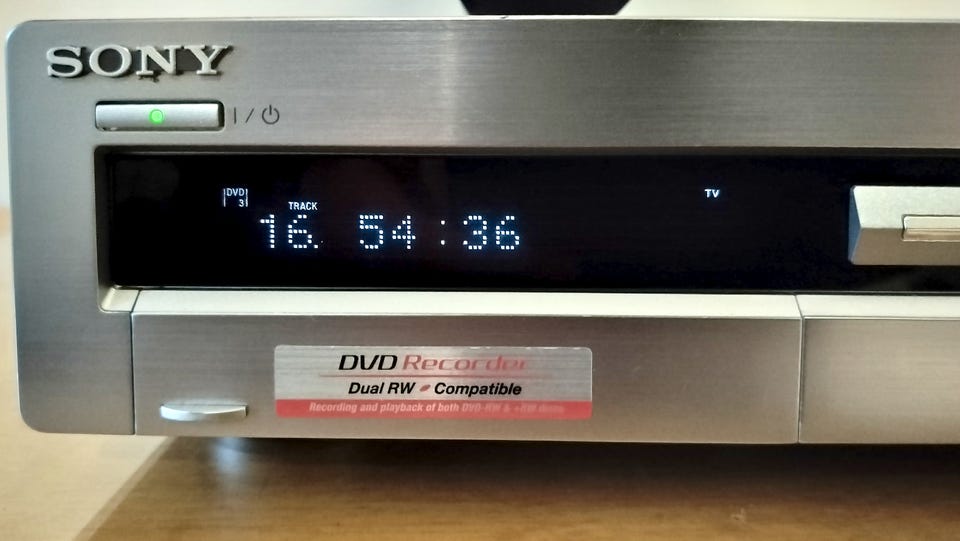 SONY
I / ⏻
DVD
3
TV
TRACK
16. 54:36
DVD Recorder
Dual RW Compatible
Recording and playback of both DVD-RW & +RW discs